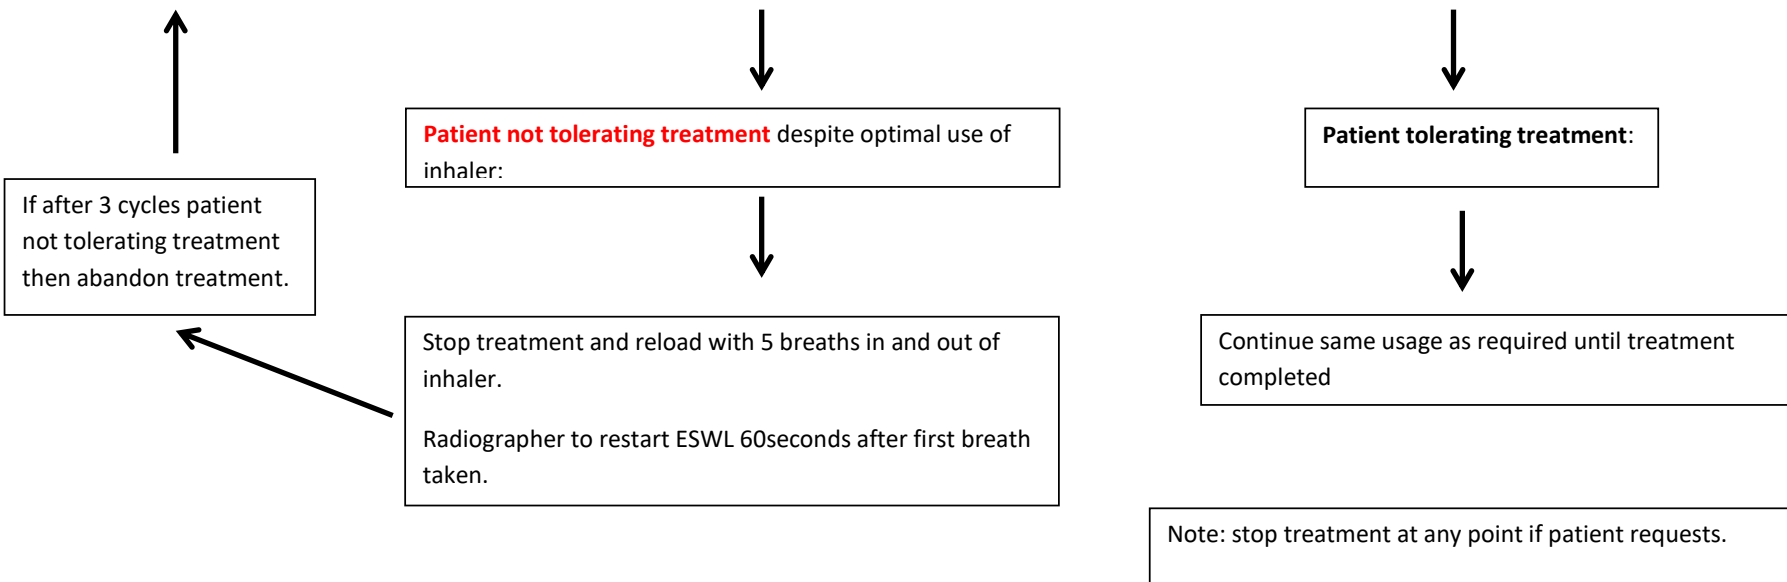 Patient not tolerating treatment despite optimal use of
inhaler:
Patient tolerating treatment:
If after 3 cycles patient
not tolerating treatment
then abandon treatment.
Stop treatment and reload with 5 breaths in and out of
inhaler.
Radiographer to restart ESWL 60seconds after first breath
taken.
Continue same usage as required until treatment
completed
Note: stop treatment at any point if patient requests.